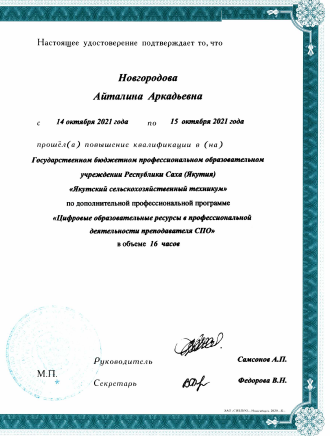 Настоящее удостоверение подтверждает то, что
Новгородова
Айталина Аркадьевна
с 14 октября 2021 года по 15 октября 2021 года
прошёл(а) повышение квалификации в (на)
Государственном бюджетном профессиональном образовательном
учреждении Республики Саха (Якутия)
«Якутский сельскохозяйственный техникум»
по дополнительной профессиональной программе
«Цифровые образовательные ресурсы в профессиональной
деятельности преподавателя СПО»
в объеме 16 часов
Руководитель Самсонов А.П.
М.П.
Секретарь Федорова В.Н.